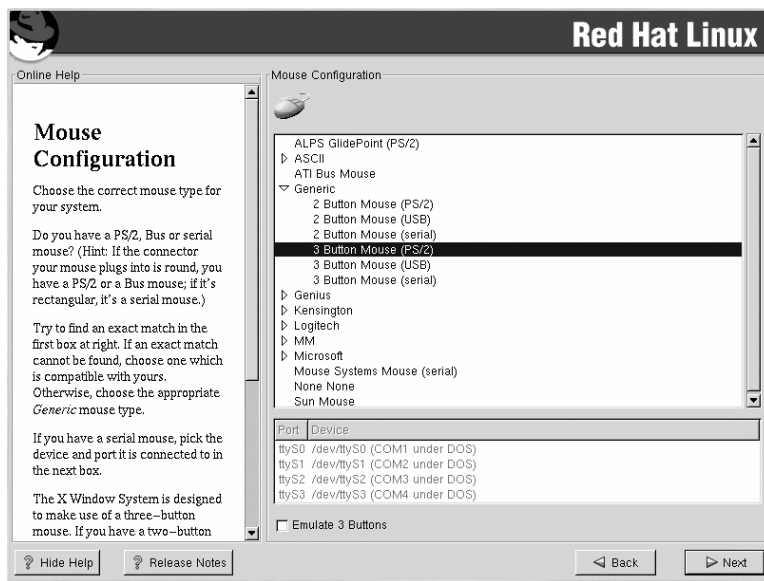 Red Hat Linux
Online Help
Mouse
Configuration
Choose the correct mouse type for
your system.
Do you have a PS/2, Bus or serial
mouse? (Hint: If the connector
your mouse plugs into is round, you
have a PS/2 or a Bus mouse; if it's
rectangular, it's a serial mouse.)
Try to find an exact match in the
first box at right. If an exact match
cannot be found, choose one which
is compatible with yours.
Otherwise, choose the appropriate
Generic mouse type.
If you have a serial mouse, pick the
device and port it is connected to in
the next box.
The X Window System is designed
to make use of a three-button
mouse. If you have a two-button
Mouse Configuration
ALPS GlidePoint (PS/2)
ASCII
ATI Bus Mouse
Generic
2 Button Mouse (PS/2)
2 Button Mouse (USB)
2 Button Mouse (serial)
3 Button Mouse (PS/2)
3 Button Mouse (USB)
3 Button Mouse (serial)
Genius
Kensington
Logitech
MM
Microsoft
Mouse Systems Mouse (serial)
None None
Sun Mouse
Port Device
ttyS0 /dev/ttyS0 (COM1 under DOS)
ttyS1 /dev/ttyS1 (COM2 under DOS)
ttyS2 /dev/ttyS2 (COM3 under DOS)
ttyS3 /dev/ttyS3 (COM4 under DOS)
Emulate 3 Buttons
Hide Help
Release Notes
Back
Next